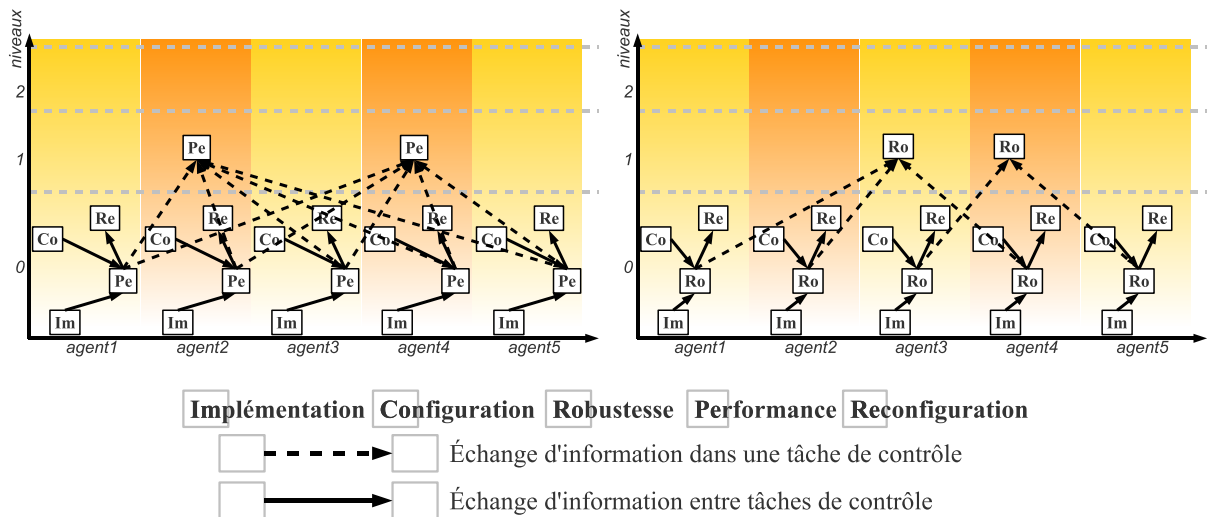 niveaux
2
1
0
Pe Pe
Re Re Re Re Re
Co Co Co Co Co
Pe Pe Pe Pe Pe
Im Im Im Im Im
agent1 agent2 agent3 agent4 agent5
niveaux
2
1
0
Ro Ro
Re Re Re Re Re
Co Co Co Co Co
Ro Ro Ro Ro Ro
Im Im Im Im Im
agent1 agent2 agent3 agent4 agent5
Implémentation Configuration Robustesse Performance Reconfiguration
Échange d'information dans une tâche de contrôle
Échange d'information entre tâches de contrôle